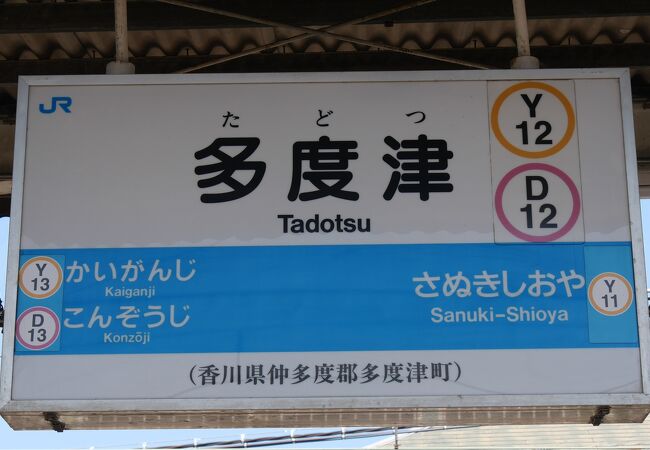 JR
たどつ
多度津
Tadotsu
Y
12
D
12
Y
13
かいがんじ
Kaiganji
D
13
こんぞうじ
Konzōji
さぬきしおや
Sanuki-Shioya
Y
11
(香川県仲多度郡多度津町)